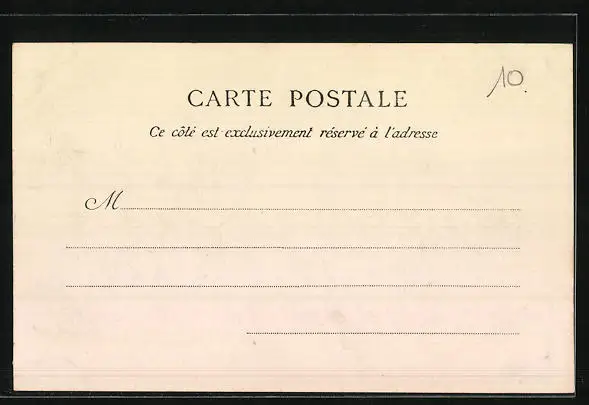 10.
CARTE POSTALE
Ce côté est exclusivement réservé à l'adresse
M